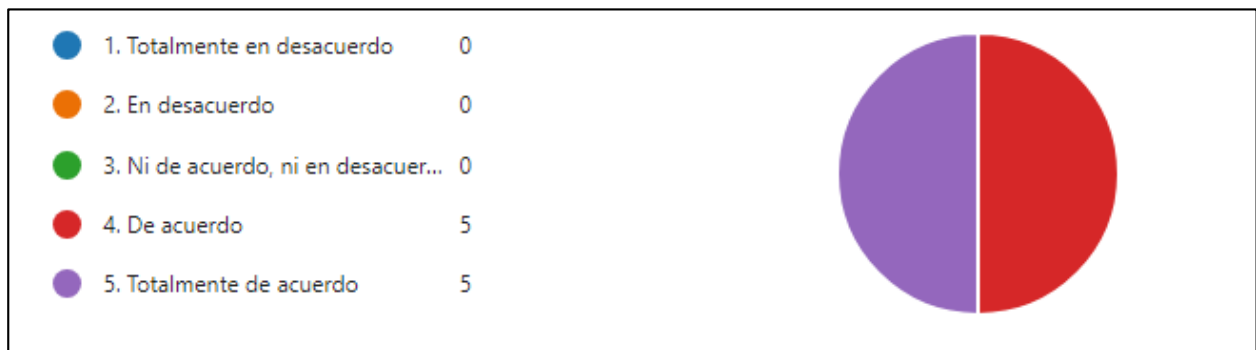 1. Totalmente en desacuerdo 0
2. En desacuerdo 0
3. Ni de acuerdo, ni en desacuer... 0
4. De acuerdo 5
5. Totalmente de acuerdo 5